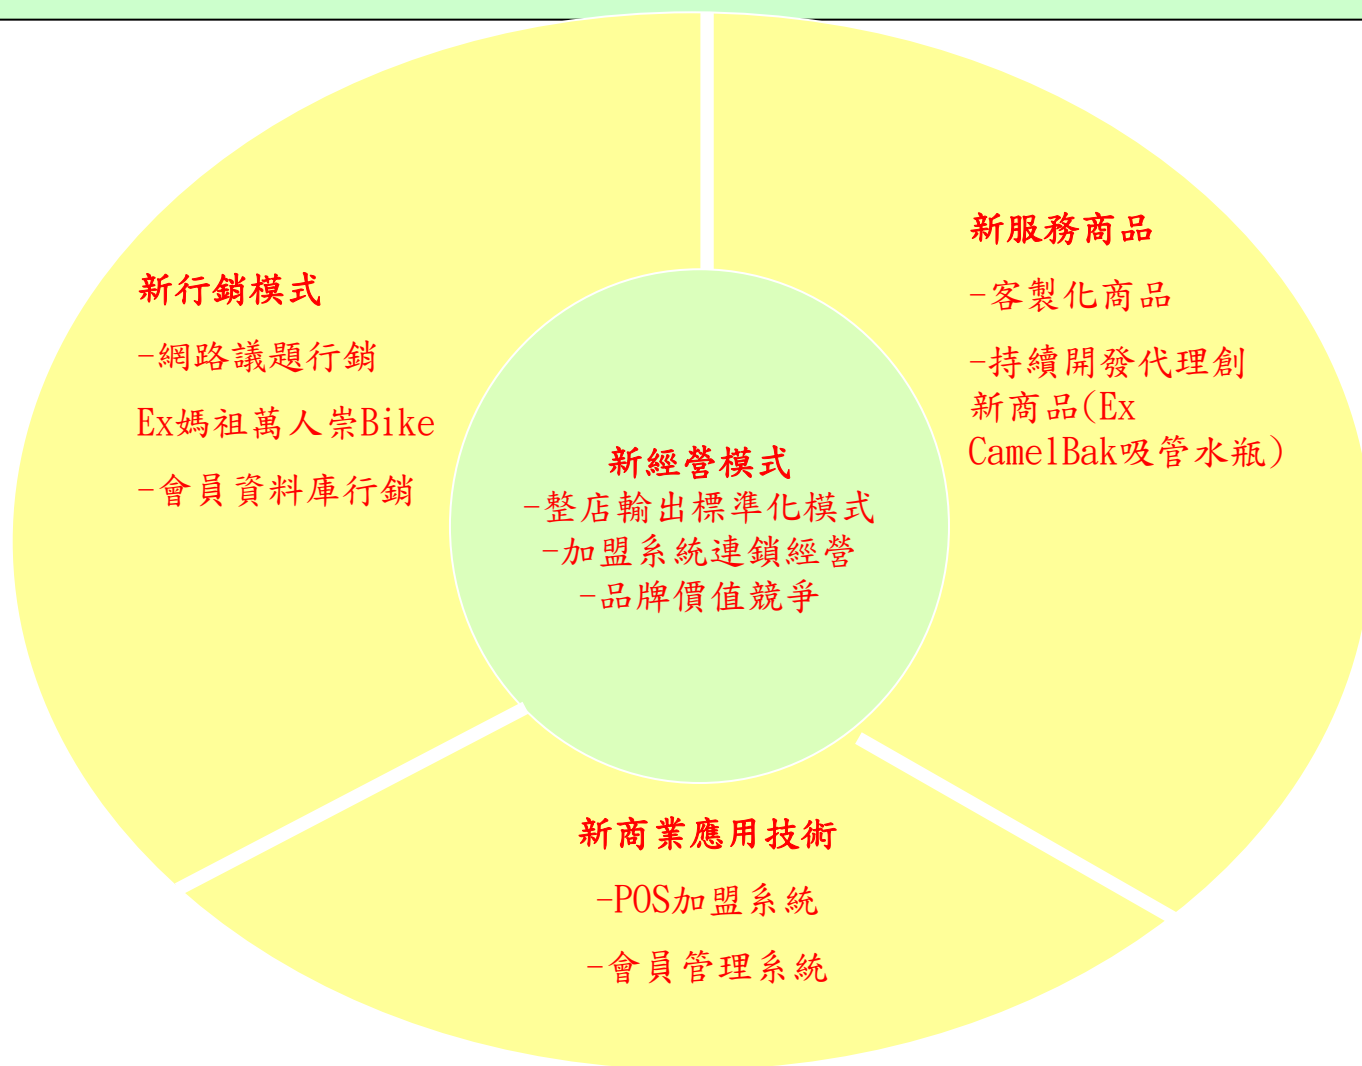 新行銷模式
-網路議題行銷
Ex媽祖萬人崇Bike
-會員資料庫行銷
新服務商品
-客製化商品
-持續開發代理創
新商品(Ex
CamelBak吸管水瓶)
新經營模式
-整店輸出標準化模式
-加盟系統連鎖經營
-品牌價值競爭
新商業應用技術
-POS加盟系統
-會員管理系統